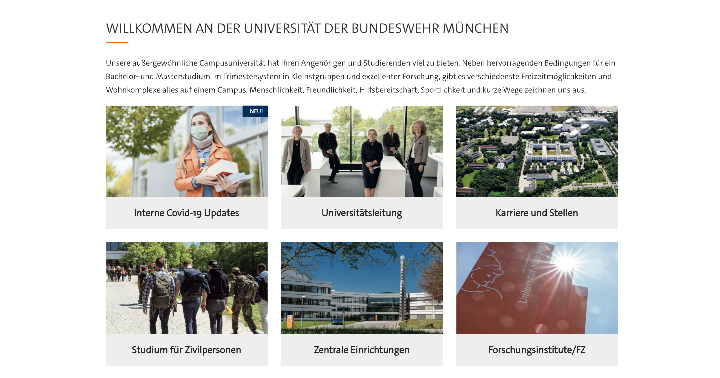 WILLKOMMEN AN DER UNIVERSITÄT DER BUNDESWEHR MÜNCHEN
Unsere außergewöhnliche Campusuniversität hat Ihren Angehörigen und Studierenden viel zu bieten. Neben hervorragenden Bedingungen für ein
Bachelor- und Masterstudium im Trimestersystem in Kleinstgruppen und exzellenter Forschung, gibt es verschiedenste Freizeitmöglichkeiten und
Wohnkomplexe alles auf einem Campus. Menschlichkeit, Freundlichkeit, Hilfsbereitschaft, Sportlichkeit und kurze Wege zeichnen uns aus.
NEU!
Interne Covid-19 Updates
Universitätsleitung
Karriere und Stellen
Studium für Zivilpersonen
Zentrale Einrichtungen
Forschungsinstitute/FZ